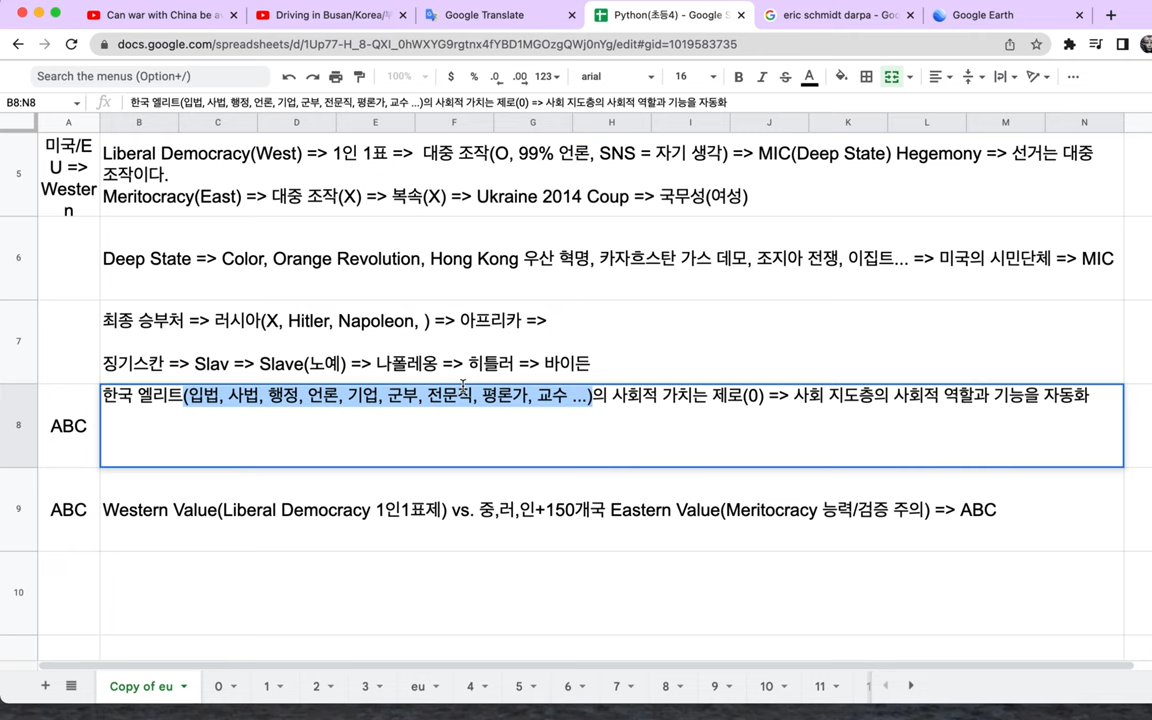 Can war with China be a
Driving in Busan/Korea/
Google Translate
Python(초등4) - Google S
eric schmidt darpa - Goo
Google Earth
docs.google.com/spreadsheets/d/1Up77-H_8-QXI_0hWXYG9rgtnx4fYBD1MGOzgQWj0nYg/edit#gid=1019583735
Search the menus (Option+/)
100%
$ % .0 .00 123
arial
16
B I S A
B8:N8
fx
한국 엘리트(입법, 사법, 행정, 언론, 기업, 군부, 전문직, 평론가, 교수 ...)의 사회적 가치는 제로(0) => 사회 지도층의 사회적 역할과 기능을 자동화
A B C D E F G H I J K L M N
5
미국/E
U =>
Wester
n
Liberal Democracy(West) => 1인 1표 => 대중 조작(O, 99% 언론, SNS = 자기 생각) => MIC(Deep State) Hegemony => 선거는 대중
조작이다.
Meritocracy(East) => 대중 조작(X) => 복속(X) => Ukraine 2014 Coup => 국무성(여성)
6
Deep State => Color, Orange Revolution, Hong Kong 우산 혁명, 카자흐스탄 가스 데모, 조지아 전쟁, 이집트... => 미국의 시민단체 => MIC
7
최종 승부처 => 러시아(X, Hitler, Napoleon, ) => 아프리카 =>
징기스칸 => Slav => Slave(노예) => 나폴레옹 => 히틀러 => 바이든
8
ABC
한국 엘리트(입법, 사법, 행정, 언론, 기업, 군부, 전문직, 평론가, 교수 ...)의 사회적 가치는 제로(0) => 사회 지도층의 사회적 역할과 기능을 자동화
9
ABC
Western Value(Liberal Democracy 1인1표제) vs. 중,러,인+150개국 Eastern Value(Meritocracy 능력/검증 주의) => ABC
10
Copy of eu
0
1
2
3
eu
4
5
6
7
8
9
10
11